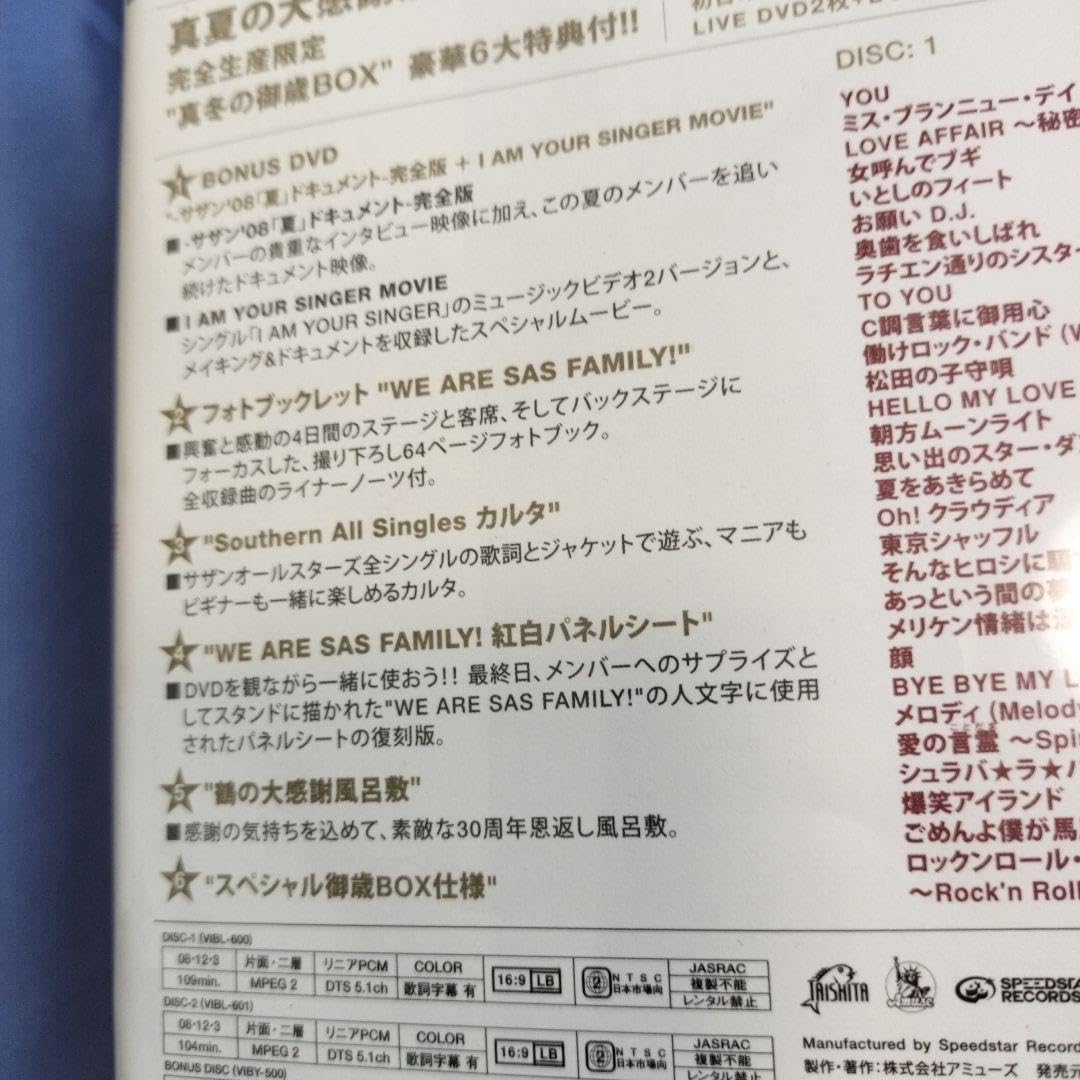 真夏の大感謝
完全生産限定
"真冬の御歳BOX" 豪華6大特典付!!
LIVE DVD2枚+
1 BONUS DVD
"-サザン'08「夏」ドキュメント-完全版 + I AM YOUR SINGER MOVIE"
■-サザン'08「夏」ドキュメント-完全版
メンバーの貴重なインタビュー映像に加え、この夏のメンバーを追い
続けたドキュメント映像。
■I AM YOUR SINGER MOVIE
シングル「I AM YOUR SINGER」のミュージックビデオ2バージョンと、
メイキング&ドキュメントを収録したスペシャルムービー。
2 フォトブックレット "WE ARE SAS FAMILY!"
■興奮と感動の4日間のステージと客席、そしてバックステージに
フォーカスした、撮り下ろし64ページフォトブック。
全収録曲のライナーノーツ付。
3 "Southern All Singles カルタ"
■サザンオールスターズ全シングルの歌詞とジャケットで遊ぶ、マニアも
ビギナーも一緒に楽しめるカルタ。
4 "WE ARE SAS FAMILY! 紅白パネルシート"
■DVDを観ながら一緒に使おう!! 最終日、メンバーへのサプライズと
してスタンドに描かれた"WE ARE SAS FAMILY!"の人文字に使用
されたパネルシートの復刻版。
5 "鶴の大感謝風呂敷"
■感謝の気持ちを込めて、素敵な30周年恩返し風呂敷。
6 "スペシャル御歳BOX仕様"
DISC: 1
YOU
ミス・ブランニュー・デイ
LOVE AFFAIR ～秘密
女呼んでブギ
いとしのフィート
お願い D.J.
奥歯を食いしばれ
ラチエン通りのシスター
TO YOU
C調言葉に御用心
働けロック・バンド (
松田の子守唄
HELLO MY LOVE
朝方ムーンライト
思い出のスター・ダ
夏をあきらめて
Oh! クラウディア
東京シャッフル
そんなヒロシに騙
あっという間の
メリケン情緒は
顔
BYE BYE MY L
メロディ (Melody
愛の言霊 ～Spi
ことだま
シュラバ★ラ★バ
爆笑アイランド
ごめんよ僕が馬
ロックンロール・
～Rock'n Roll
DISC-1 (VIBL-600)
08・12・3 片面・二層 リニアPCM COLOR 16:9 LB 2 NTSC 日本市場向 JASRAC
109min. MPEG 2 DTS 5.1ch 歌詞字幕 有 複製不能
レンタル禁止
DISC-2 (VIBL-601)
08・12・3 片面・二層 リニアPCM COLOR 16:9 LB 2 NTSC 日本市場向 JASRAC
104min. MPEG 2 DTS 5.1ch 歌詞字幕 有 複製不能
レンタル禁止
BONUS DISC (VIBY-500)
TAISHITA
Amuse
SPEEDSTAR
RECORDS
Manufactured by Speedstar Record
製作・著作：株式会社アミューズ 発売元